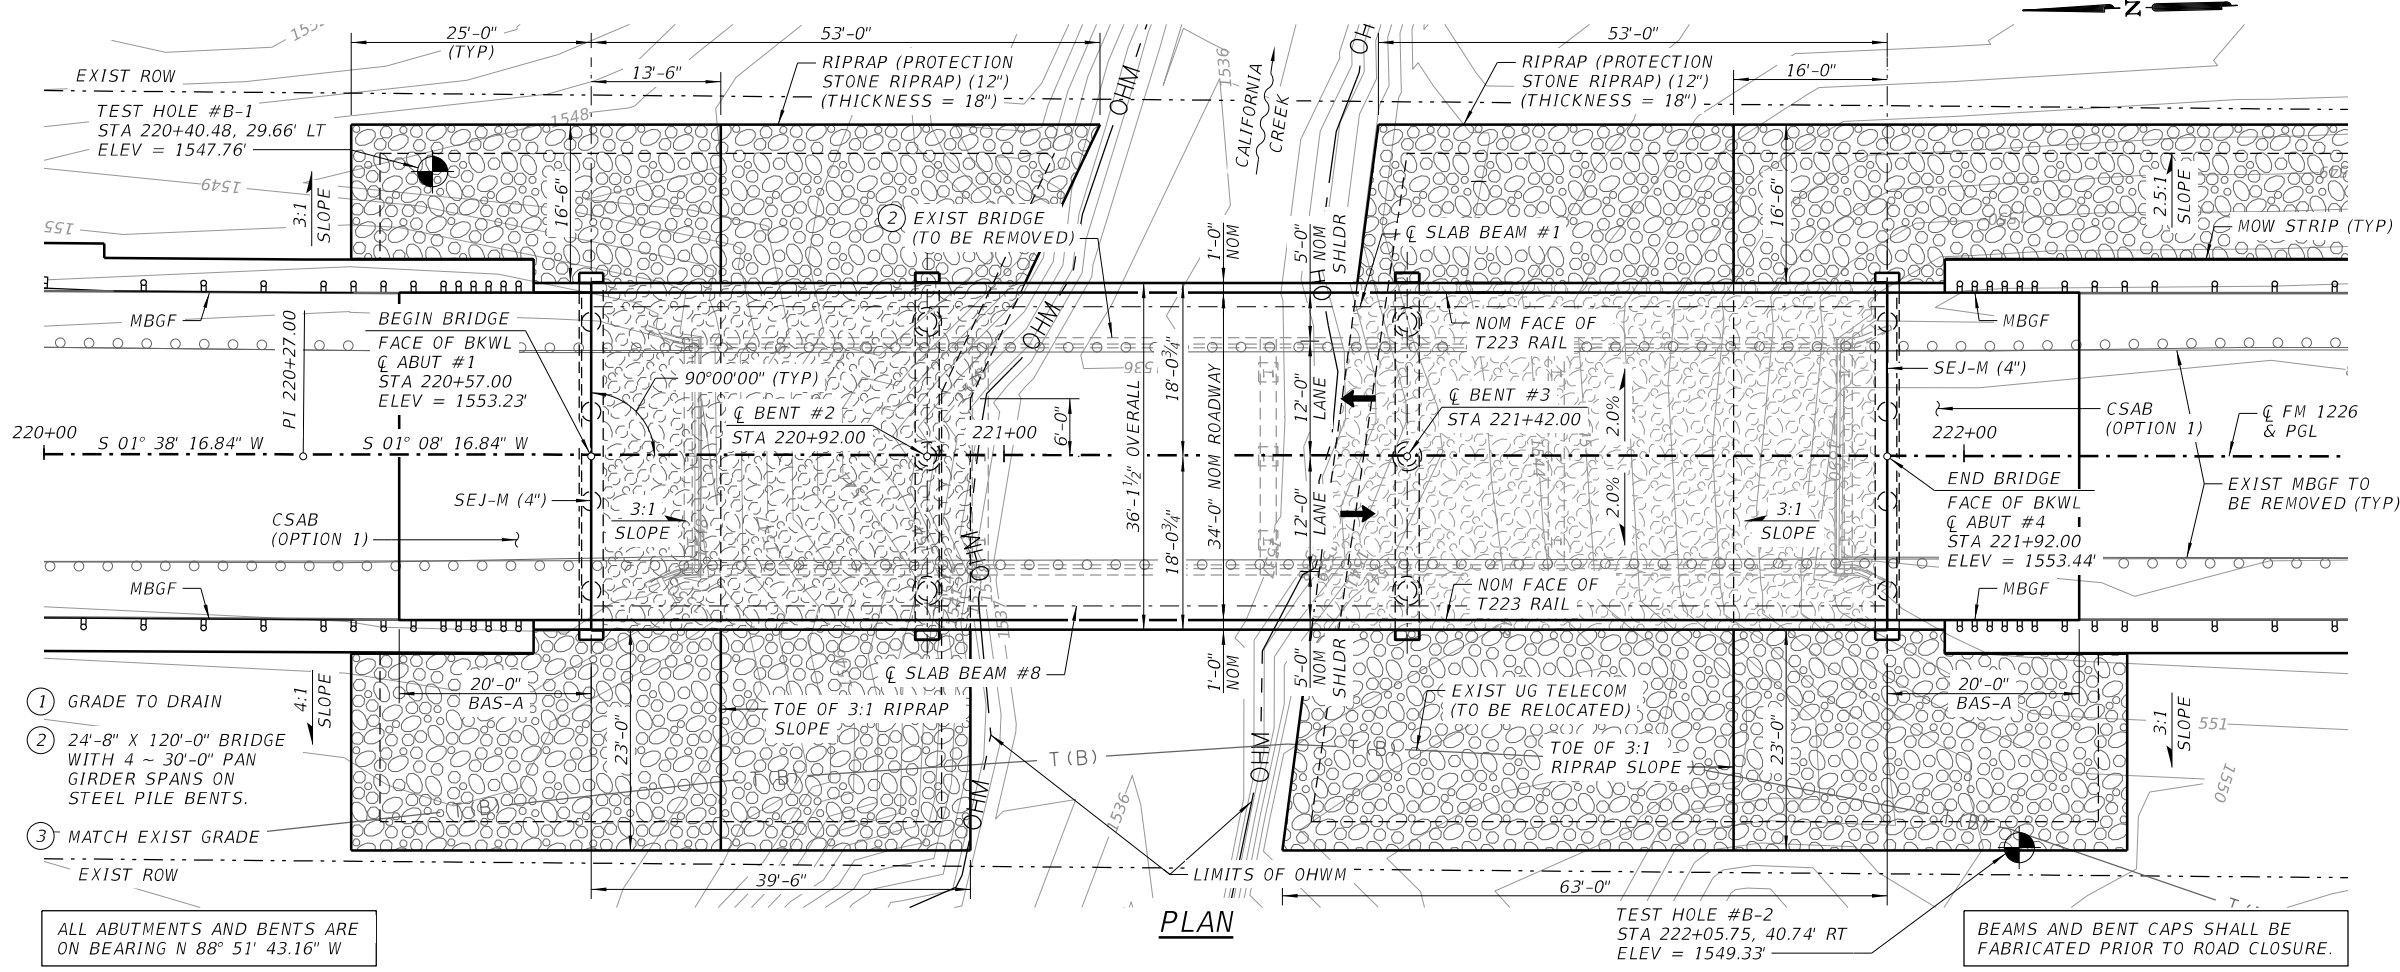 N
25'-0"
(TYP)
53'-0"
53'-0"
13'-6"
16'-0"
EXIST ROW
RIPRAP (PROTECTION
STONE RIPRAP) (12")
(THICKNESS = 18")
RIPRAP (PROTECTION
STONE RIPRAP) (12")
(THICKNESS = 18")
OHM
OHM
1536
CALIFORNIA
CREEK
TEST HOLE #B-1
STA 220+40.48, 29.66' LT
ELEV = 1547.76'
1548
1549
155
3:1
SLOPE
16'-6"
2 EXIST BRIDGE
(TO BE REMOVED)
1'-0"
NOM
5'-0"
NOM
SHLDR
℄ SLAB BEAM #1
16'-6"
2.5:1
SLOPE
1550
MOW STRIP (TYP)
MBGF
PI 220+27.00
BEGIN BRIDGE
FACE OF BKWL
℄ ABUT #1
STA 220+57.00
ELEV = 1553.23'
90°00'00" (TYP)
OHM
OHM
1536
NOM FACE OF
T223 RAIL
MBGF
SEJ-M (4")
℄ BENT #2
STA 220+92.00
221+00
6'-0"
36'-1½" OVERALL
18'-0¾"
18'-0¾"
34'-0" NOM ROADWAY
12'-0"
LANE
12'-0"
LANE
℄ BENT #3
STA 221+42.00
2.0%
2.0%
CSAB
(OPTION 1)
222+00
℄ FM 1226
& PGL
220+00
S 01° 38' 16.84" W
S 01° 08' 16.84" W
SEJ-M (4")
CSAB
(OPTION 1)
3:1
SLOPE
3:1
SLOPE
END BRIDGE
FACE OF BKWL
℄ ABUT #4
STA 221+92.00
ELEV = 1553.44'
EXIST MBGF TO
BE REMOVED (TYP)
MBGF
OHM
1537
NOM FACE OF
T223 RAIL
MBGF
℄ SLAB BEAM #8
1'-0"
NOM
5'-0"
NOM
SHLDR
4:1
SLOPE
20'-0"
BAS-A
23'-0"
TOE OF 3:1 RIPRAP
SLOPE
EXIST UG TELECOM
(TO BE RELOCATED)
TOE OF 3:1
RIPRAP SLOPE
23'-0"
20'-0"
BAS-A
3:1
SLOPE
551
1550
1 GRADE TO DRAIN
2 24'-8" X 120'-0" BRIDGE
WITH 4 ~ 30'-0" PAN
GIRDER SPANS ON
STEEL PILE BENTS.
3 MATCH EXIST GRADE
T(B)
T(B)
T(B)
T(B)
T(B)
OHM
OHM
1536
EXIST ROW
39'-6"
LIMITS OF OHWM
63'-0"
PLAN
TEST HOLE #B-2
STA 222+05.75, 40.74' RT
ELEV = 1549.33'
ALL ABUTMENTS AND BENTS ARE
ON BEARING N 88° 51' 43.16" W
BEAMS AND BENT CAPS SHALL BE
FABRICATED PRIOR TO ROAD CLOSURE.